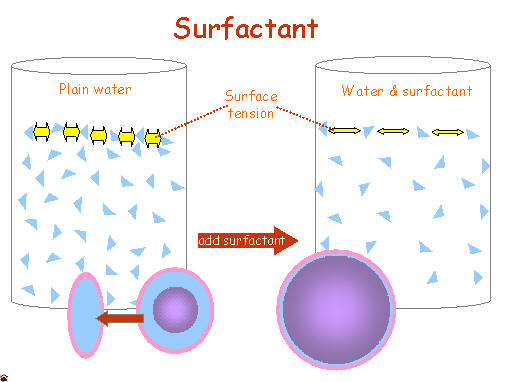 Surfactant
Plain water
Surface
tension
Water & surfactant
add surfactant